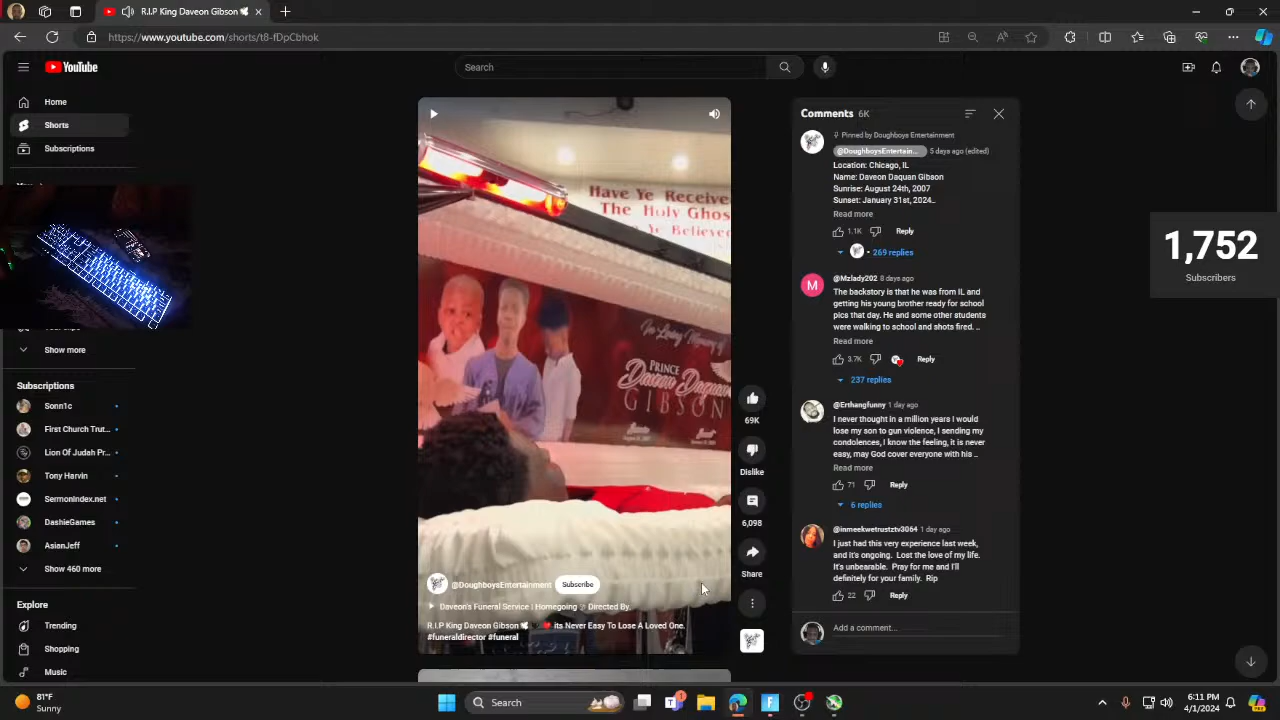 R.I.P King Daveon Gibson🕊
https://www.youtube.com/shorts/t8-fDpCbhok
YouTube
Search
Home
Shorts
Subscriptions
Show more
Subscriptions
Sonn1c
First Church Trut...
Lion Of Judah Pr...
Tony Harvin
SermonIndex.net
DashieGames
AsianJeff
Show 460 more
Explore
Trending
Shopping
Music
Have Ye Receive
The Holy Ghos
Ye Believe
In Loving Memory of
PRINCE
Daveon Daquan
GIBSON
@DoughboysEntertainment
Subscribe
Daveon's Funeral Service | Homegoing
Directed By.
R.I.P King Daveon Gibson🕊 its Never Easy To Lose A Loved One.
#funeraldirector #funeral
69K
Dislike
6,098
Share
Comments 6K
Pinned by Doughboys Entertainment
@DoughboysEntertain... 5 days ago (edited)
Location: Chicago, IL
Name: Daveon Daquan Gibson
Sunrise: August 24th, 2007
Sunset: January 31st, 2024..
Read more
1.1K Reply
269 replies
M
@Mzlady202 8 days ago
The backstory is that he was from IL and
getting his young brother ready for school
pics that day. He and some other students
were walking to school and shots fired. ..
Read more
3.7K Reply
237 replies
@Erthangfunny 1 day ago
I never thought in a million years I would
lose my son to gun violence, I sending my
condolences, I know the feeling, it is never
easy, may God cover everyone with his ..
Read more
71 Reply
6 replies
@inmeekwetrustztv3064 1 day ago
I just had this very experience last week,
and it's ongoing. Lost the love of my life.
It's unbearable. Pray for me and I'll
definitely for your family. Rip
22 Reply
Add a comment...
1,752
Subscribers
81°F
Sunny
Search
1
F
6:11 PM
4/1/2024